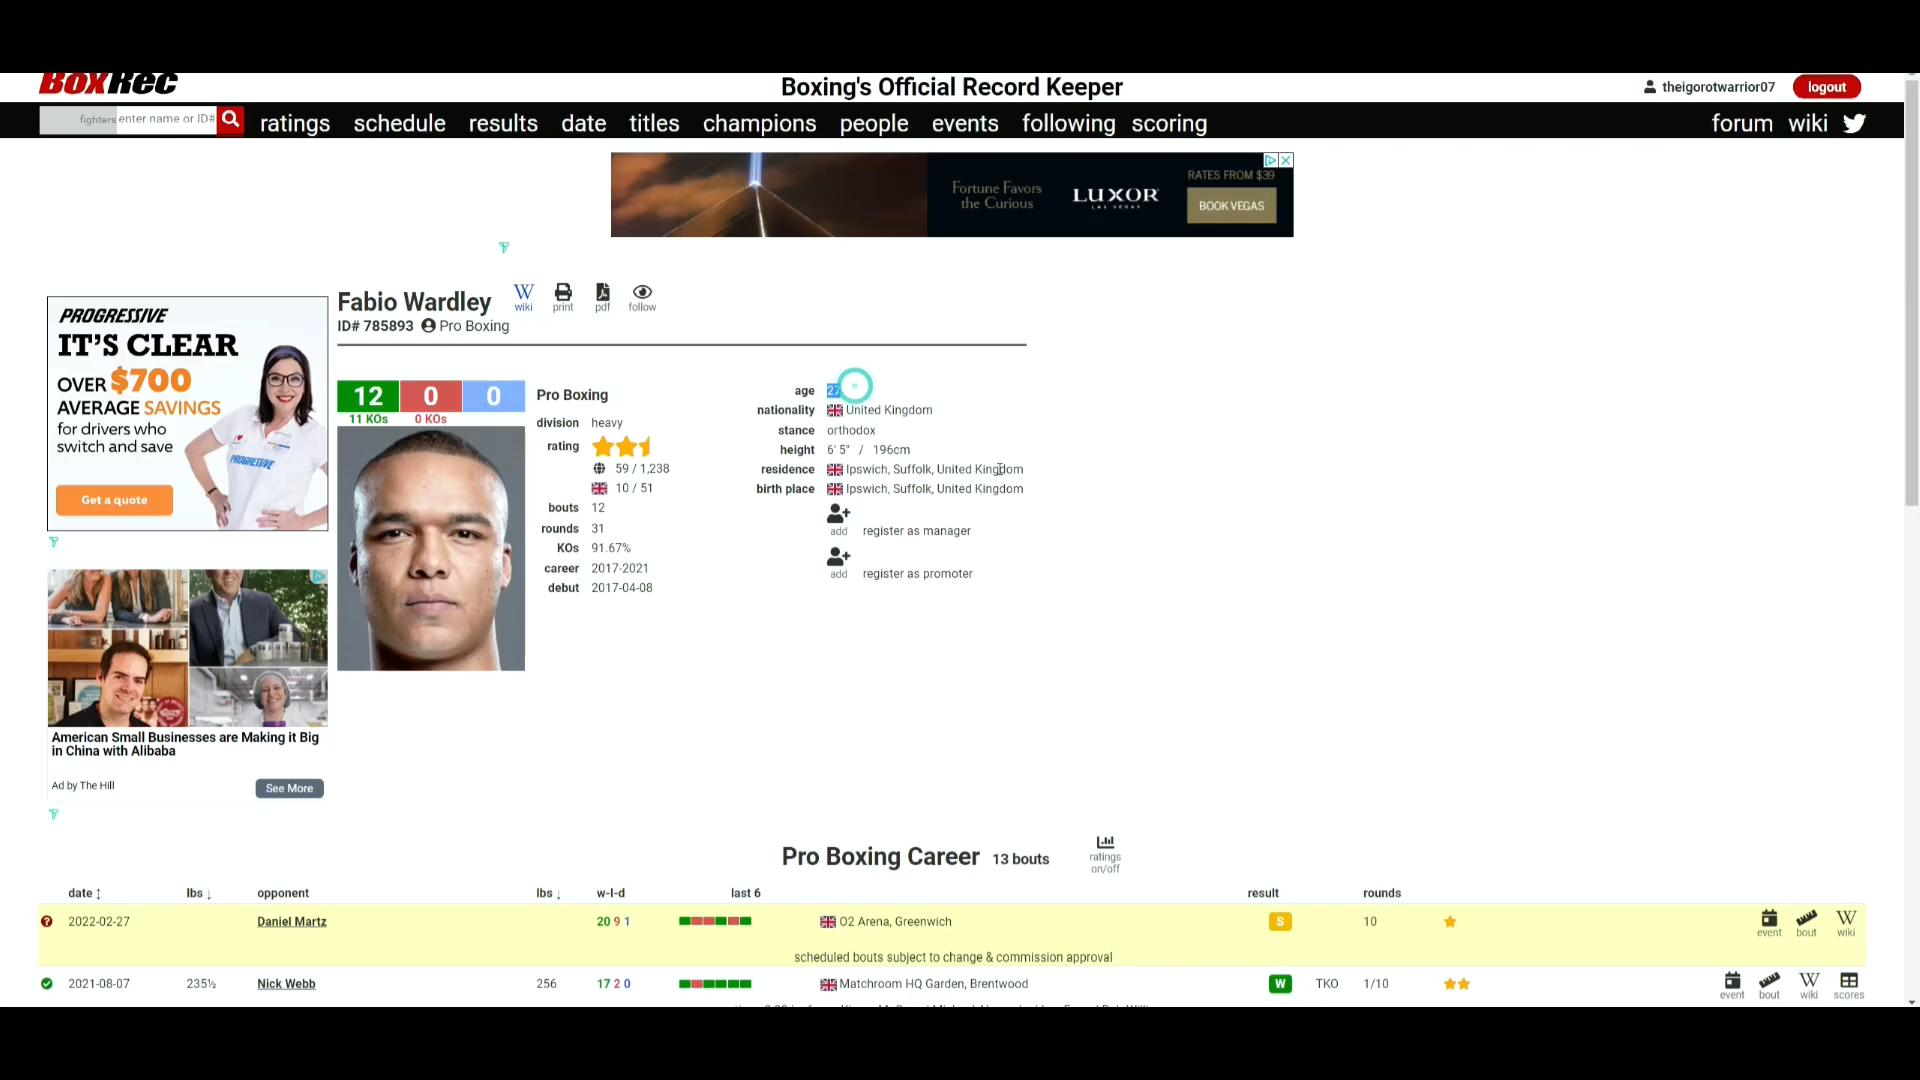 BoxRec
Boxing's Official Record Keeper
theigorotwarrior07
logout
fighters
enter name or ID#
ratings schedule results date titles champions people events following scoring
forum wiki
Fortune Favors
the Curious
LUXOR
LAS VEGAS
RATES FROM $39
BOOK VEGAS
Fabio Wardley
wiki print pdf follow
ID# 785893 Pro Boxing
PROGRESSIVE
IT'S CLEAR
OVER $700
AVERAGE SAVINGS
for drivers who
switch and save
PROGRESSIVE
Get a quote
12 0 0
11 KOs 0 KOs
Pro Boxing
division heavy
rating
59 / 1,238
10 / 51
bouts 12
rounds 31
KOs 91.67%
career 2017-2021
debut 2017-04-08
age 27
nationality United Kingdom
stance orthodox
height 6' 5" / 196cm
residence Ipswich, Suffolk, United Kingdom
birth place Ipswich, Suffolk, United Kingdom
add register as manager
add register as promoter
American Small Businesses are Making it Big
in China with Alibaba
Ad by The Hill
See More
Pro Boxing Career 13 bouts
ratings
on/off
date lbs opponent lbs w-l-d last 6 result rounds
2022-02-27 Daniel Martz 20 9 1 O2 Arena, Greenwich S 10
event bout wiki
scheduled bouts subject to change & commission approval
2021-08-07 235½ Nick Webb 256 17 2 0 Matchroom HQ Garden, Brentwood W TKO 1/10
event bout wiki scores